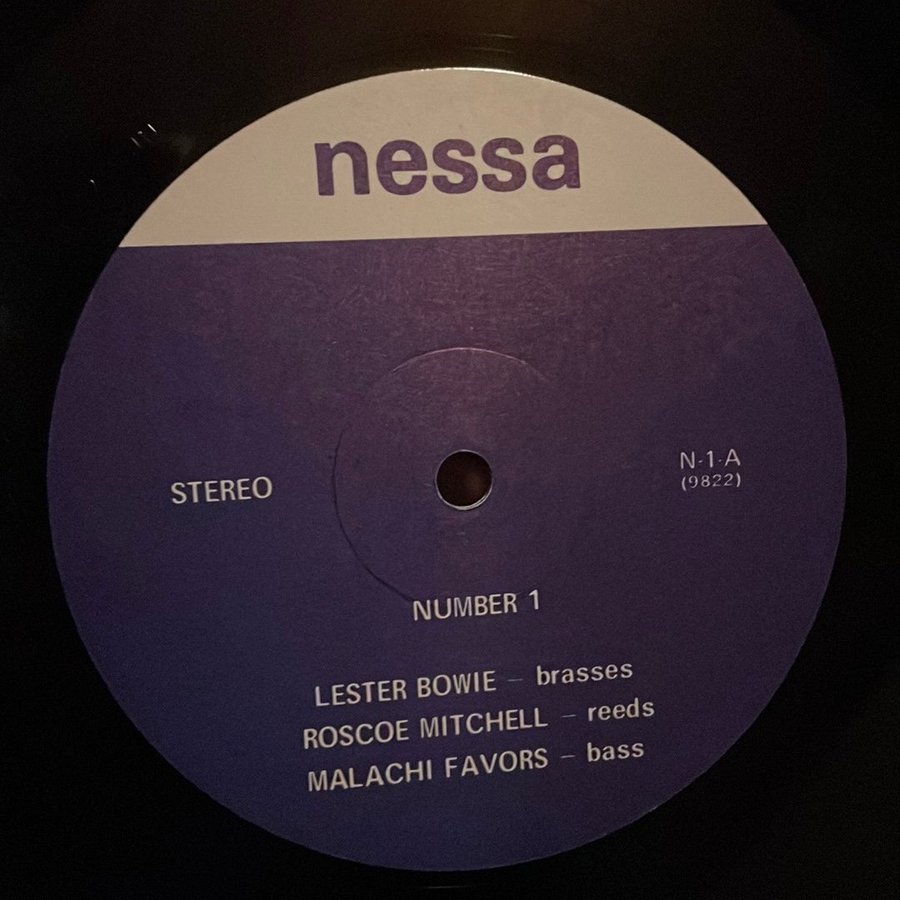 nessa
STEREO
N-1-A
(9822)
NUMBER 1
LESTER BOWIE – brasses
ROSCOE MITCHELL – reeds
MALACHI FAVORS – bass